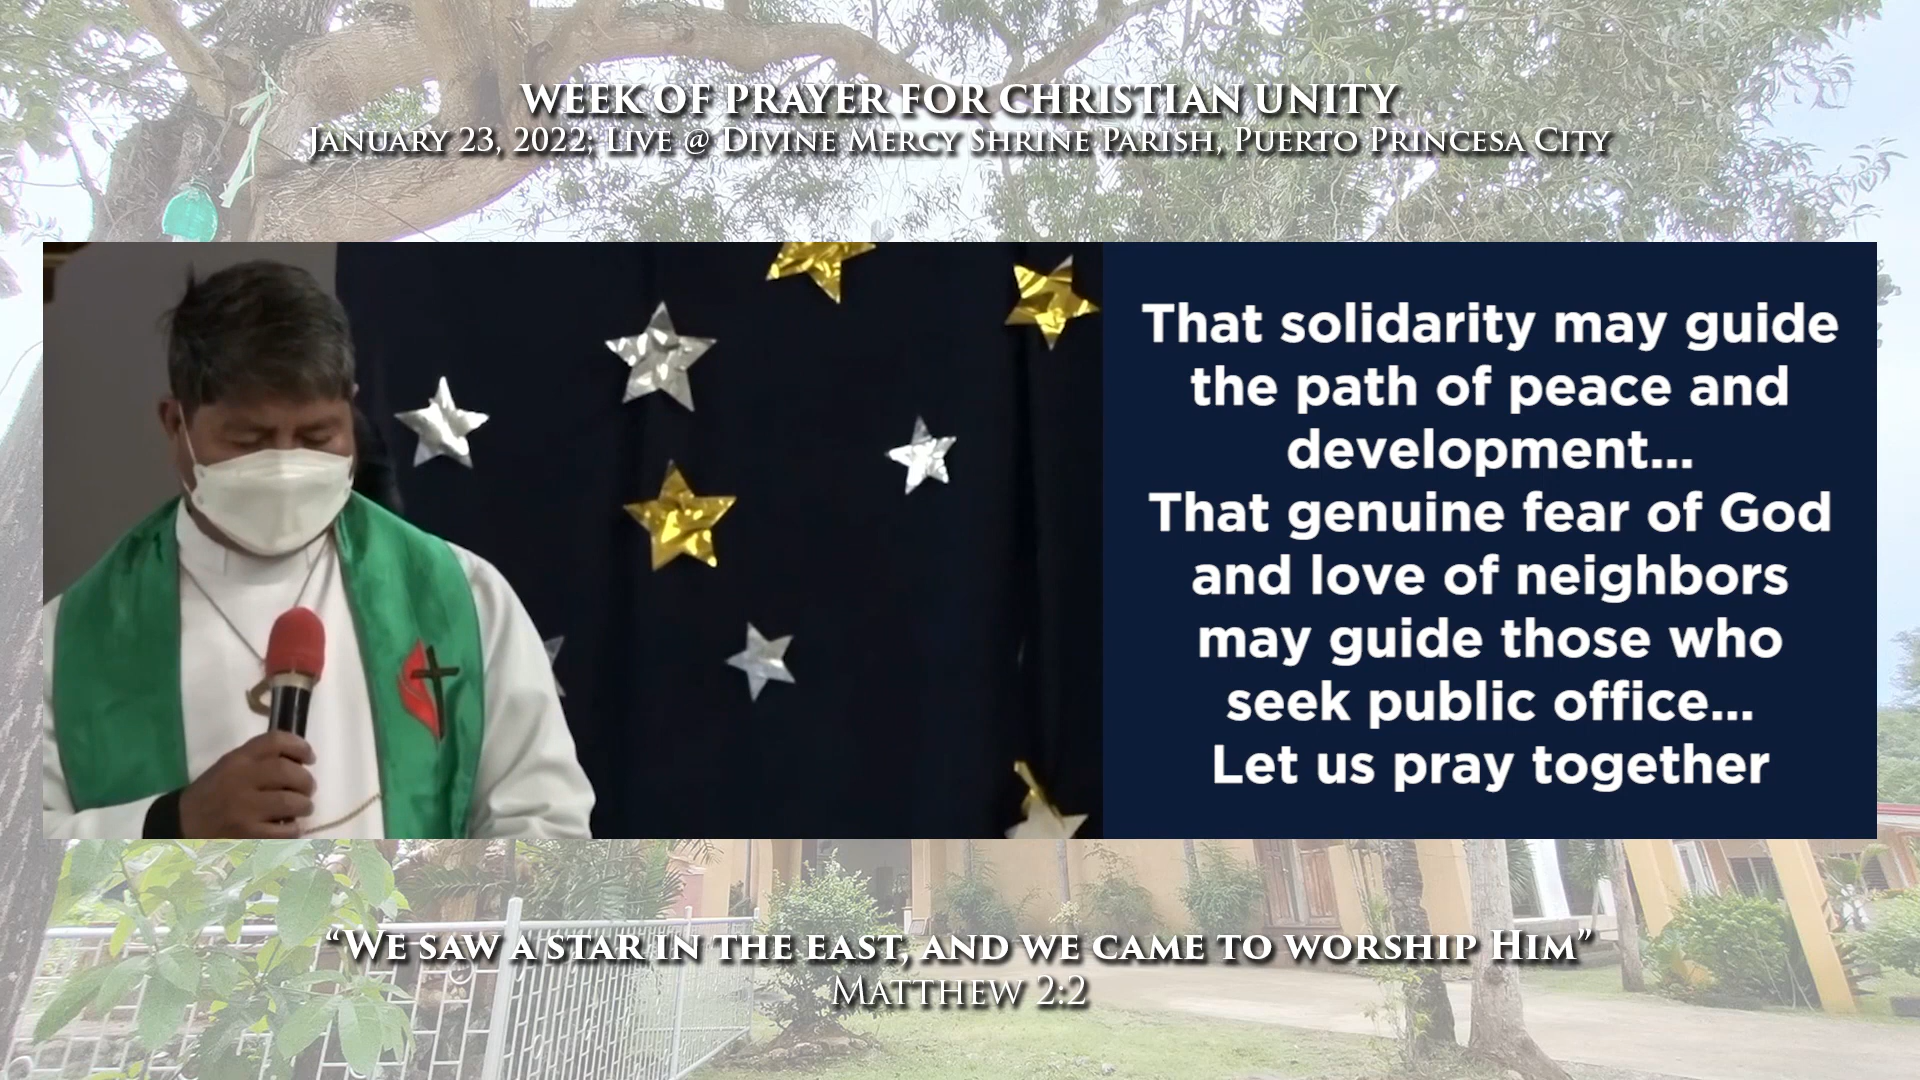 WEEK OF PRAYER FOR CHRISTIAN UNITY
January 23, 2022; Live @ Divine Mercy Shrine Parish, Puerto Princesa City
That solidarity may guide
the path of peace and
development...
That genuine fear of God
and love of neighbors
may guide those who
seek public office...
Let us pray together
“We saw a star in the east, and we came to worship Him”
Matthew 2:2